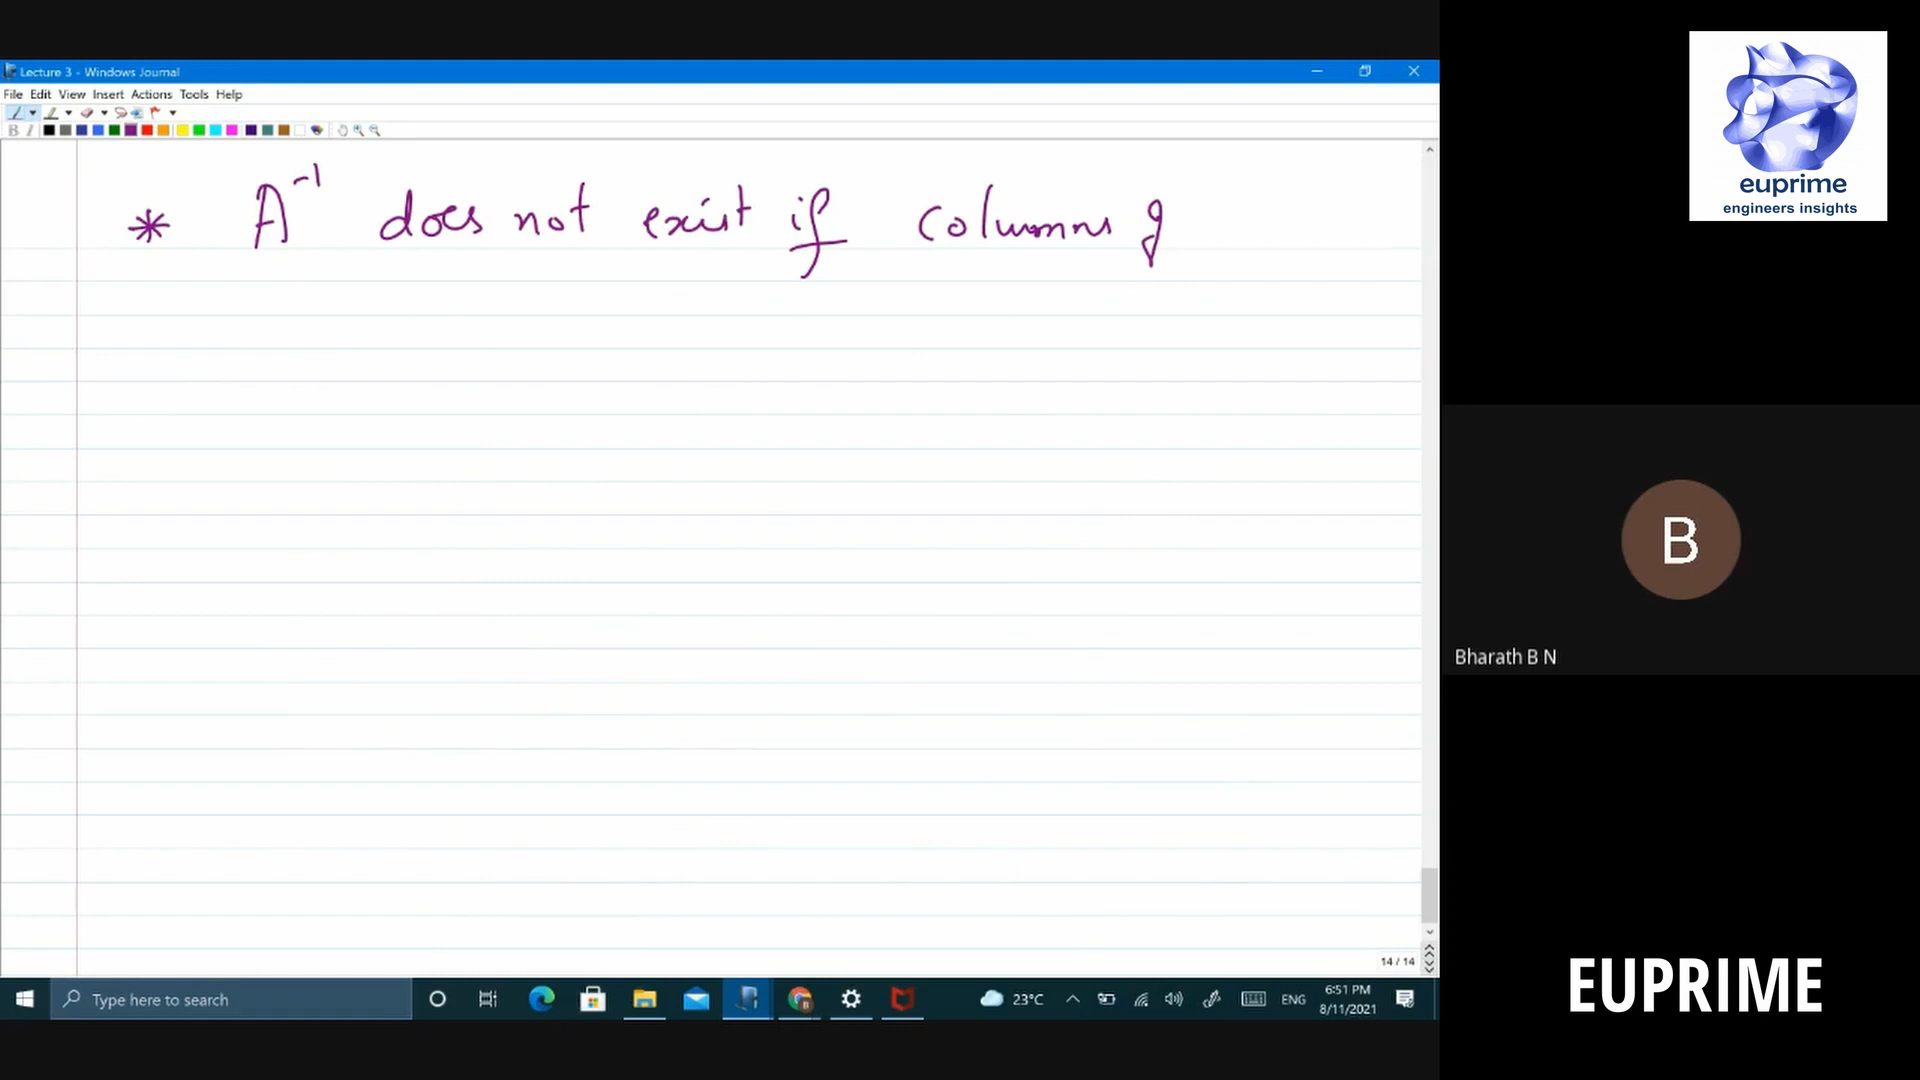 Lecture 3 - Windows Journal
File Edit View Insert Actions Tools Help
B I
* A⁻¹ does not exist if columns
14 / 14
Type here to search
23°C
ENG
6:51 PM
8/11/2021
euprime
engineers insights
B
Bharath B N
EUPRIME